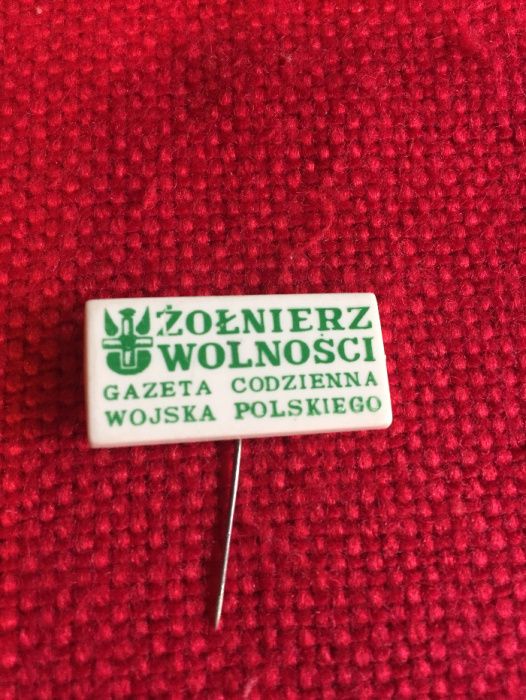 ŻOŁNIERZ
WOLNOŚCI
GAZETA CODZIENNA
WOJSKA POLSKIEGO